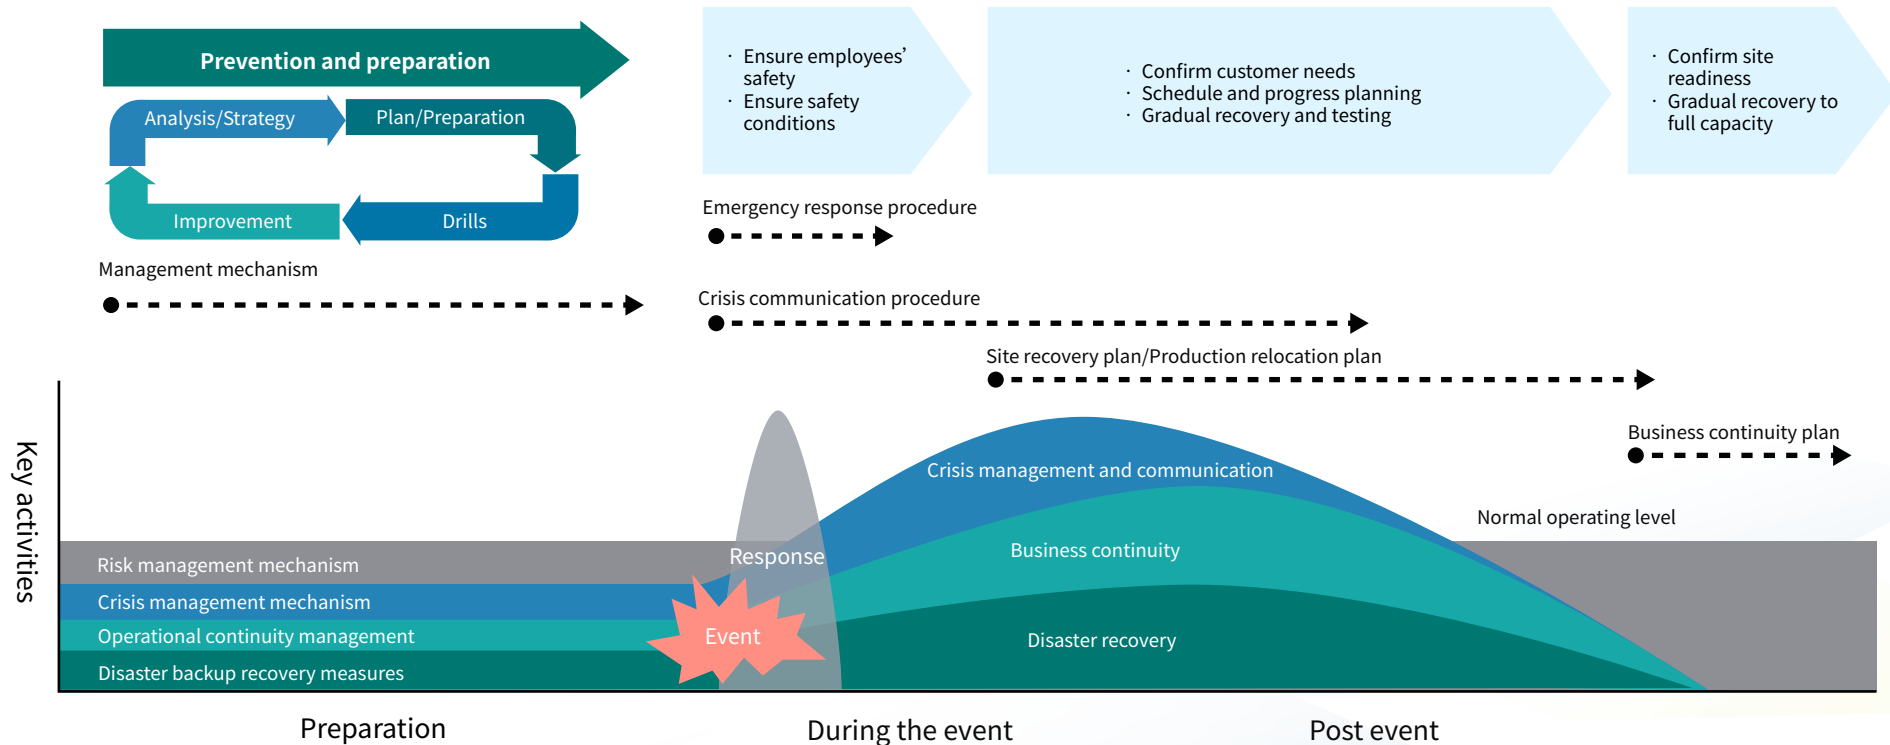 Prevention and preparation
Analysis/Strategy
Plan/Preparation
Improvement
Drills
Management mechanism
· Ensure employees’
safety
· Ensure safety
conditions
· Confirm customer needs
· Schedule and progress planning
· Gradual recovery and testing
· Confirm site
readiness
· Gradual recovery to
full capacity
Emergency response procedure
Crisis communication procedure
Site recovery plan/Production relocation plan
Business continuity plan
Key activities
Normal operating level
Crisis management and communication
Response
Business continuity
Risk management mechanism
Crisis management mechanism
Operational continuity management
Event
Disaster recovery
Disaster backup recovery measures
Preparation
During the event
Post event